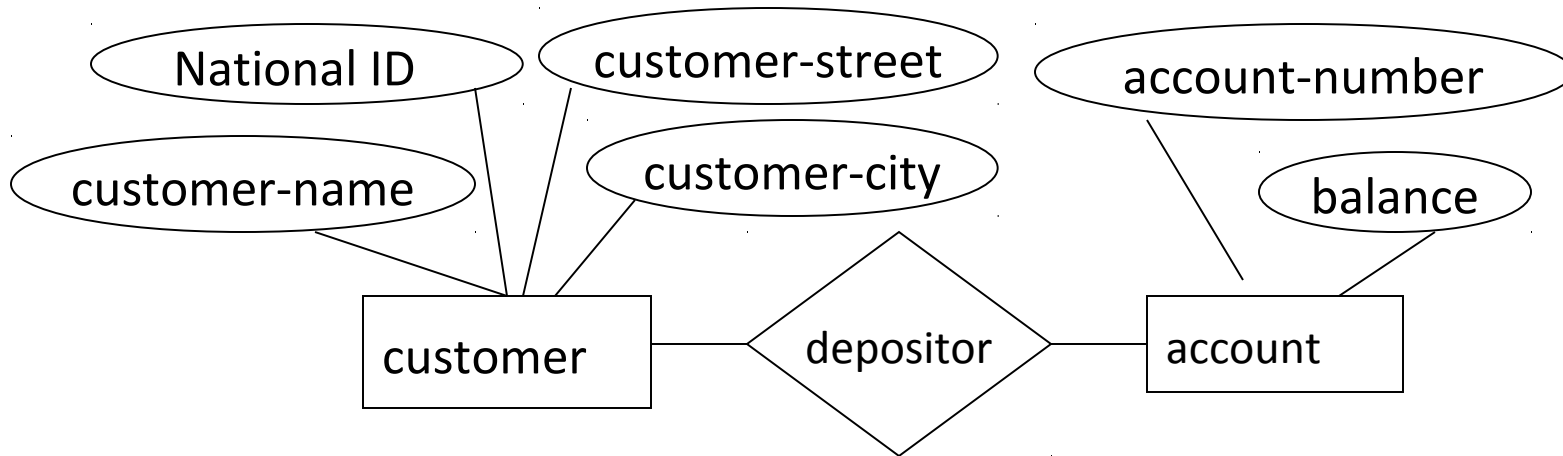 National ID
customer-street
account-number
customer-name
customer-city
balance
customer
depositor
account